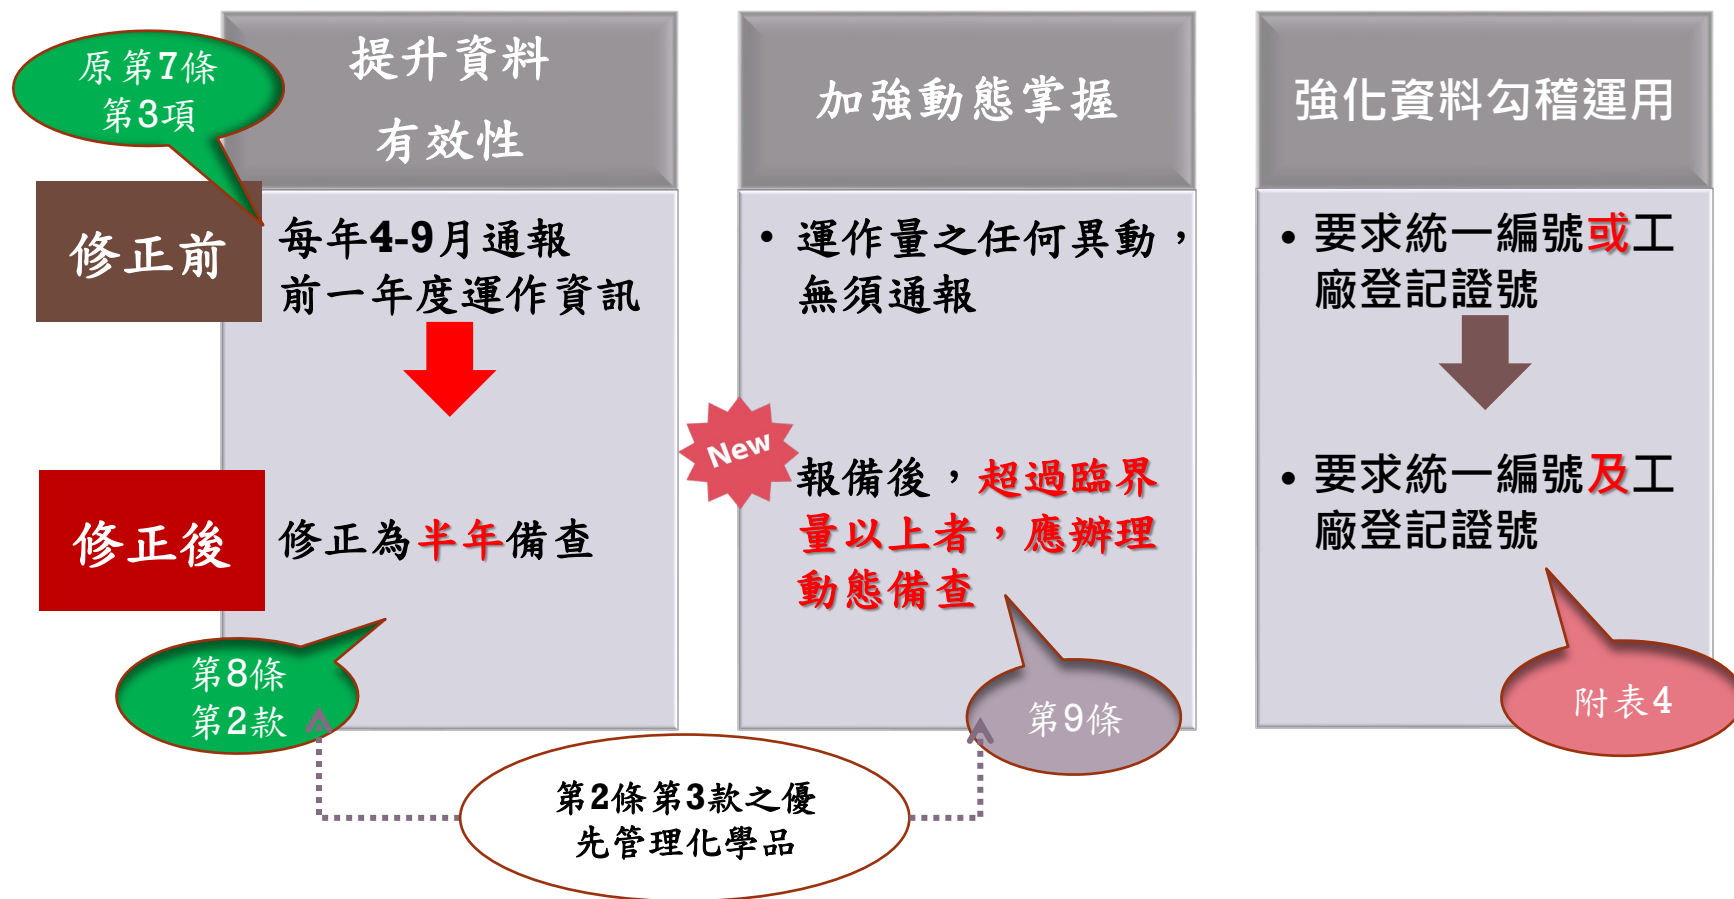 原第7條
第3項
提升資料
有效性
加強動態掌握
強化資料勾稽運用
修正前
每年4-9月通報
前一年度運作資訊
• 運作量之任何異動，
無須通報
• 要求統一編號或工
廠登記證號
New
修正後
修正為半年備查
報備後，超過臨界
量以上者，應辦理
動態備查
• 要求統一編號及工
廠登記證號
第8條
第2款
第9條
附表4
第2條第3款之優
先管理化學品